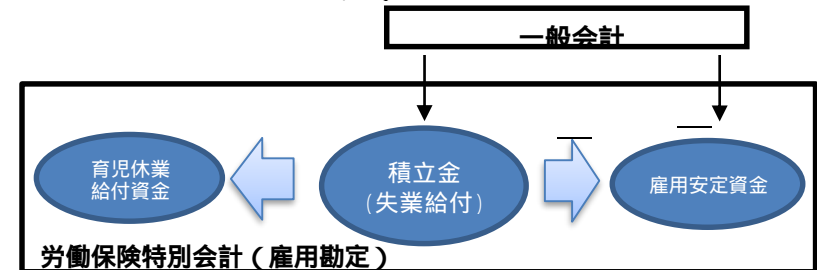 一般会計
育児休業
給付資金
積立金
（失業給付）
雇用安定資金
労働保険特別会計（雇用勘定）